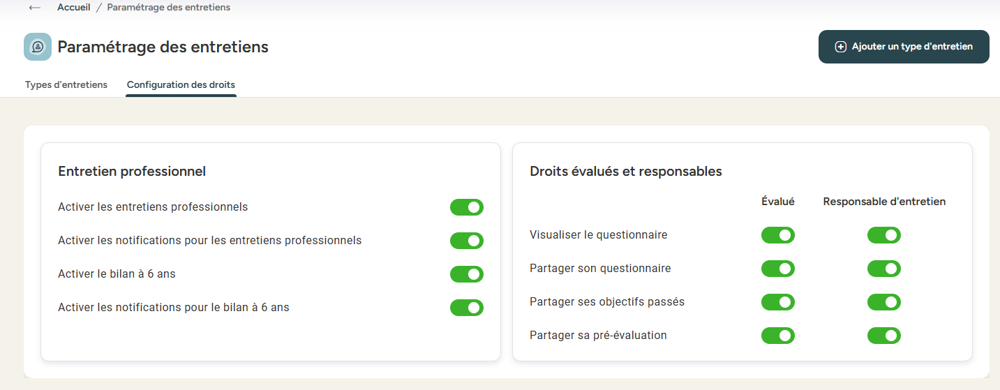 Accueil / Paramétrage des entretiens
Paramétrage des entretiens
Ajouter un type d'entretien
Types d'entretiens
Configuration des droits
Entretien professionnel
Activer les entretiens professionnels
Activer les notifications pour les entretiens professionnels
Activer le bilan à 6 ans
Activer les notifications pour le bilan à 6 ans
Droits évalués et responsables
Évalué
Responsable d'entretien
Visualiser le questionnaire
Partager son questionnaire
Partager ses objectifs passés
Partager sa pré-évaluation